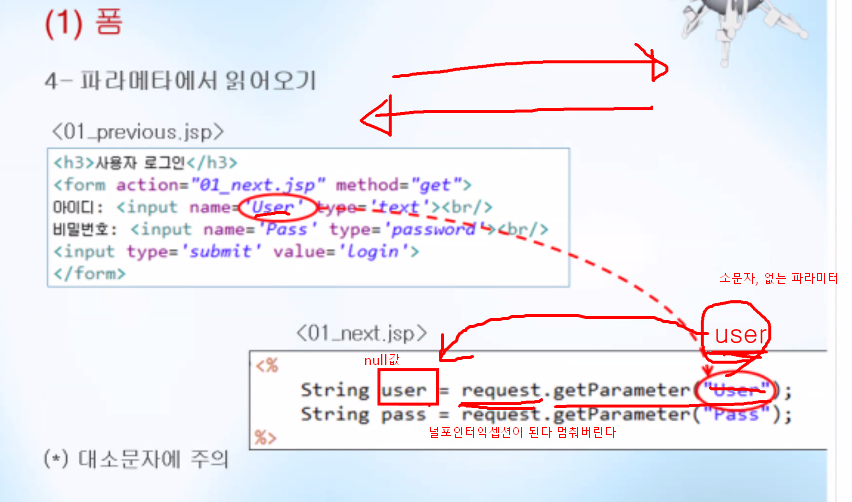 (1) 폼
4- 파라메타에서 읽어오기
<01_previous.jsp>
<h3>사용자 로그인</h3>
<form action="01_next.jsp" method="get">
아이디: <input name='User' type='text'><br/>
비밀번호: <input name='Pass' type='password'><br/>
<input type='submit' value='login'>
</form>
소문자, 없는 파라미터
user
<01_next.jsp>
null값
<%
String user = request.getParameter("User");
String pass = request.getParameter("Pass");
널포인터익셉션이 된다 멈춰버린다
%>
(*) 대소문자에 주의